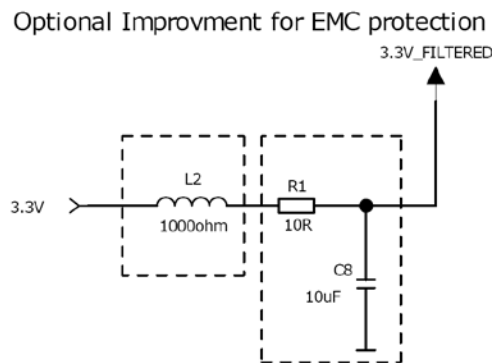 Optional Improvment for EMC protection
3.3V_FILTERED
L2
R1
3.3V
1000ohm
10R
C8
10uF